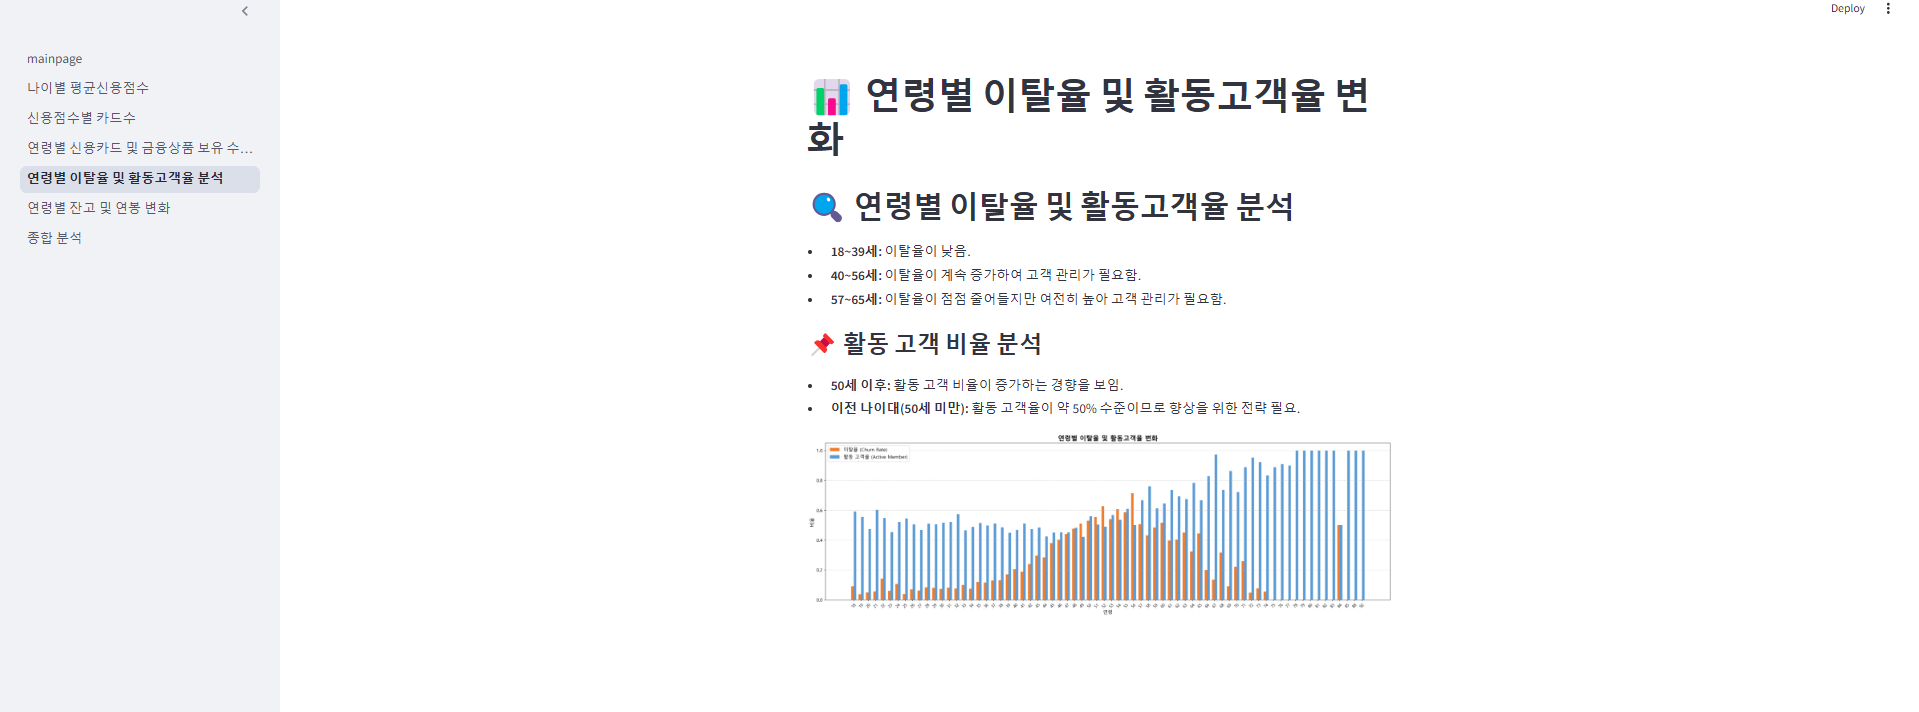 Deploy
mainpage
나이별 평균신용점수
신용점수별 카드수
연령별 신용카드 및 금융상품 보유 수...
연령별 이탈율 및 활동고객율 분석
연령별 잔고 및 연봉 변화
종합 분석
연령별 이탈율 및 활동고객율 변
화
연령별 이탈율 및 활동고객율 분석
18~39세: 이탈율이 낮음.
40~56세: 이탈율이 계속 증가하여 고객 관리가 필요함.
57~65세: 이탈율이 점점 줄어들지만 여전히 높아 고객 관리가 필요함.
활동 고객 비율 분석
50세 이후: 활동 고객 비율이 증가하는 경향을 보임.
이전 나이대(50세 미만): 활동 고객율이 약 50% 수준이므로 향상을 위한 전략 필요.
연령별 이탈율 및 활동고객율 변화
이탈율 (Churn Rate)
활동 고객율 (Active Member)
1.0
0.8
0.6
0.4
0.2
0.0
비율
연령